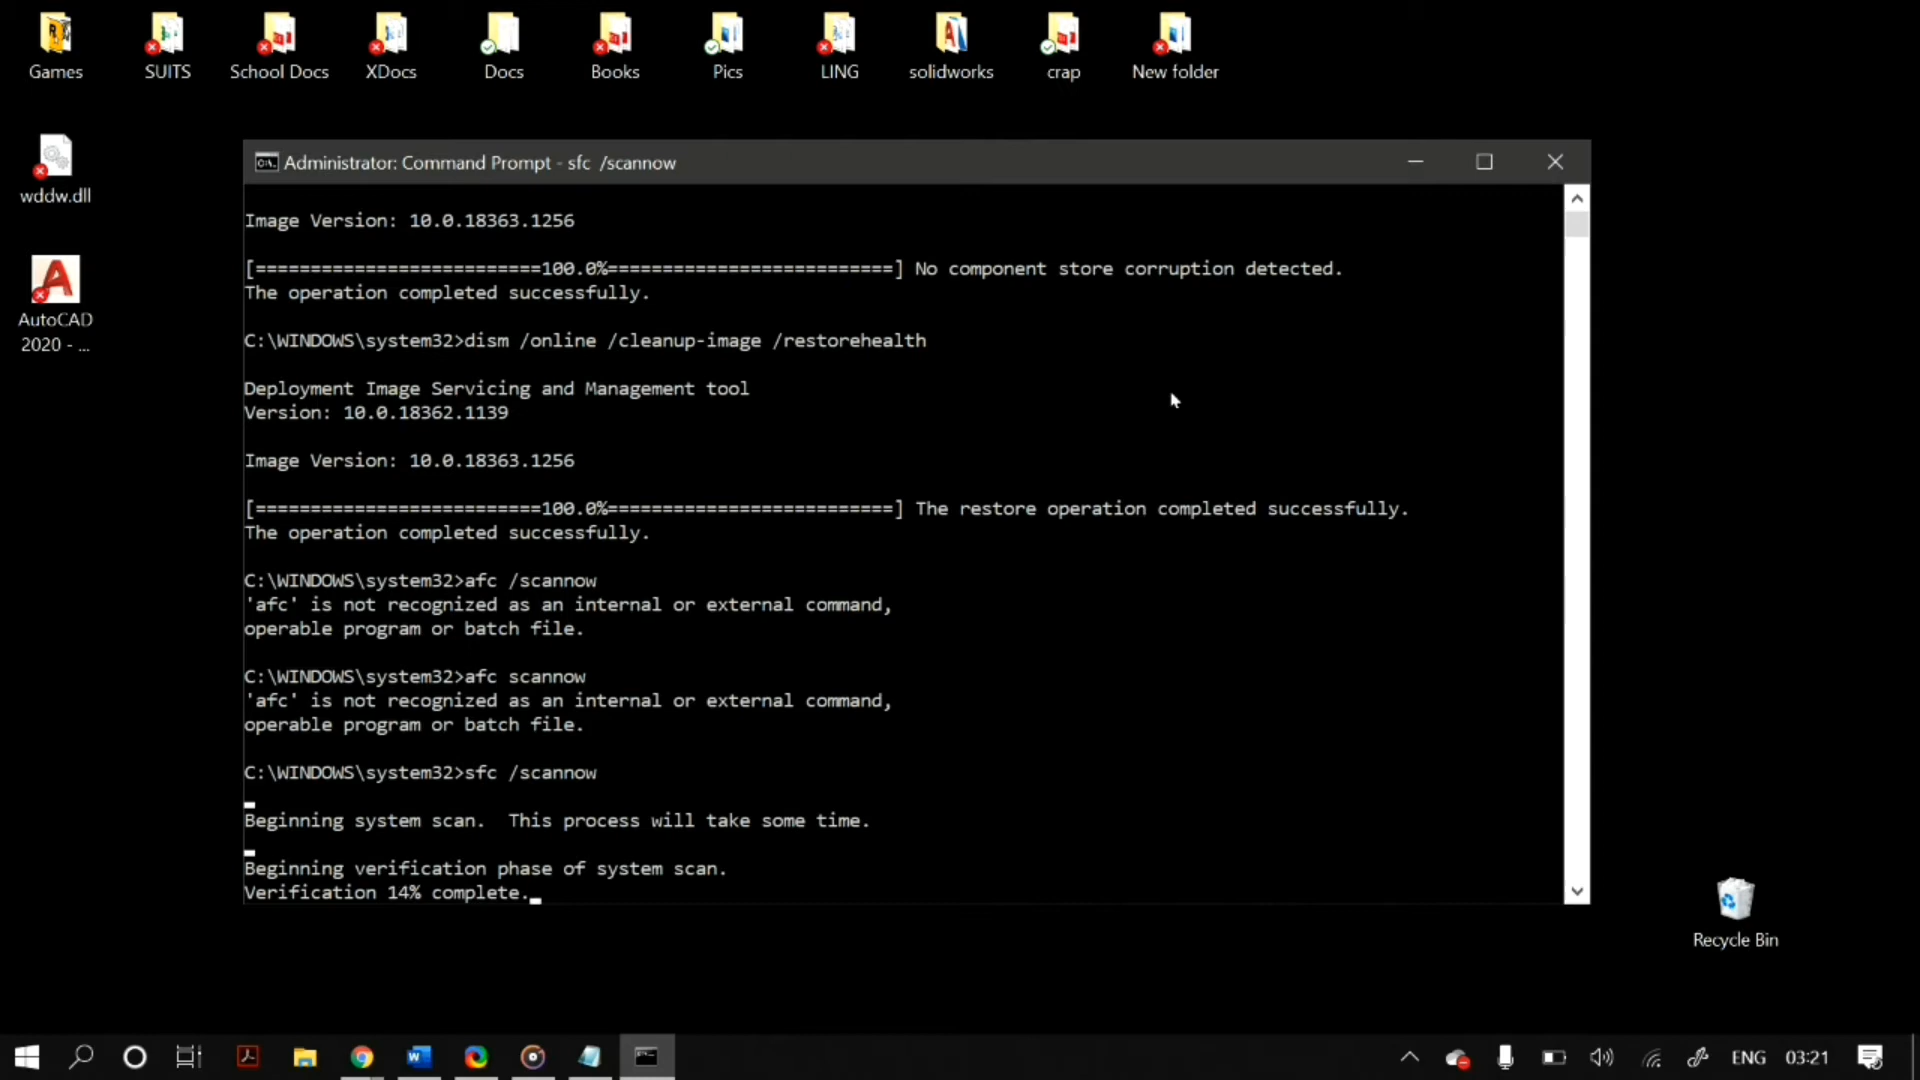 Games
SUITS
School Docs
XDocs
Docs
Books
Pics
LING
solidworks
crap
New folder
wddw.dll
AutoCAD
2020 - ...
Administrator: Command Prompt - sfc  /scannow
Image Version: 10.0.18363.1256
[==========================100.0%==========================] No component store corruption detected.
The operation completed successfully.
C:\WINDOWS\system32>dism /online /cleanup-image /restorehealth
Deployment Image Servicing and Management tool
Version: 10.0.18362.1139
Image Version: 10.0.18363.1256
[==========================100.0%==========================] The restore operation completed successfully.
The operation completed successfully.
C:\WINDOWS\system32>afc /scannow
'afc' is not recognized as an internal or external command,
operable program or batch file.
C:\WINDOWS\system32>afc scannow
'afc' is not recognized as an internal or external command,
operable program or batch file.
C:\WINDOWS\system32>sfc /scannow
Beginning system scan.  This process will take some time.
Beginning verification phase of system scan.
Verification 14% complete.
Recycle Bin
ENG
03:21